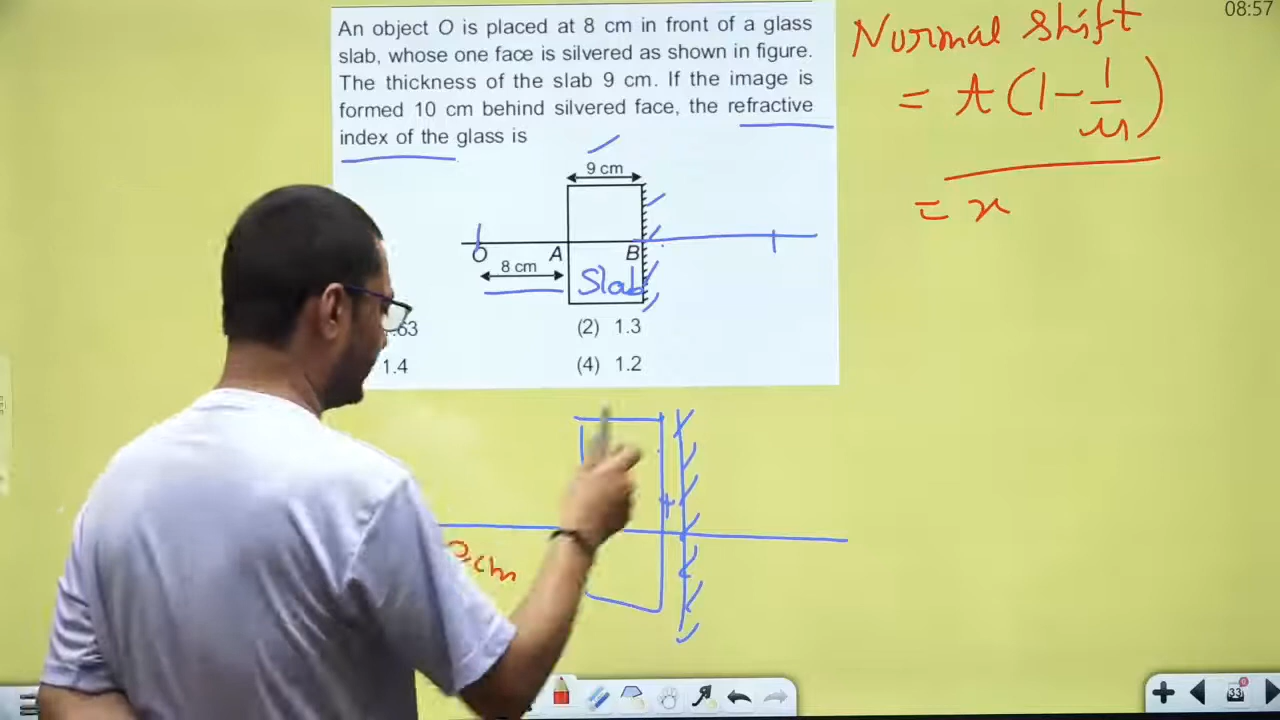 An object O is placed at 8 cm in front of a glass
slab, whose one face is silvered as shown in figure.
The thickness of the slab 9 cm. If the image is
formed 10 cm behind silvered face, the refractive
index of the glass is
9 cm
O A B
8 cm
Slab
.63 (2) 1.3
1.4 (4) 1.2
Normal shift
= t(1-1/μ)
= x
cm
08:57
33